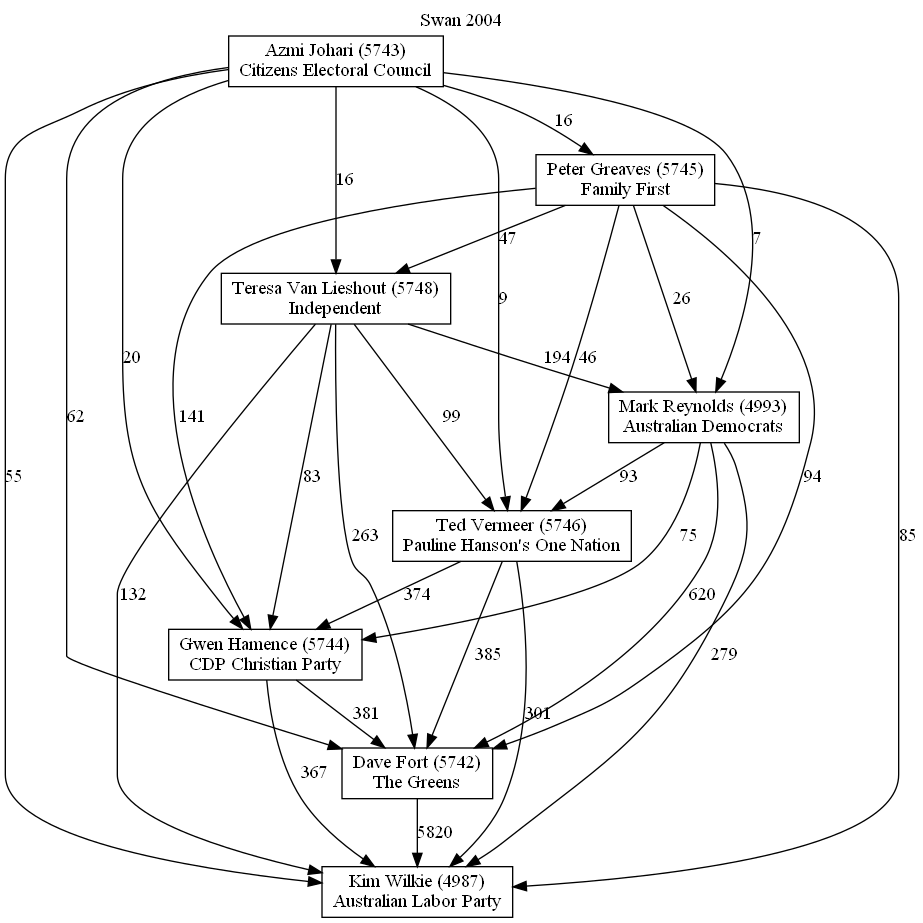 Swan 2004
Azmi Johari (5743)
Citizens Electoral Council
16
Peter Greaves (5745)
Family First
16
47
7
Teresa Van Lieshout (5748)
Independent
9
26
20
194
46
Mark Reynolds (4993)
Australian Democrats
62
141
99
55
83
93
94
Ted Vermeer (5746)
Pauline Hanson's One Nation
263
75
85
132
374
620
Gwen Hamence (5744)
CDP Christian Party
385
279
381
301
Dave Fort (5742)
The Greens
367
5820
Kim Wilkie (4987)
Australian Labor Party